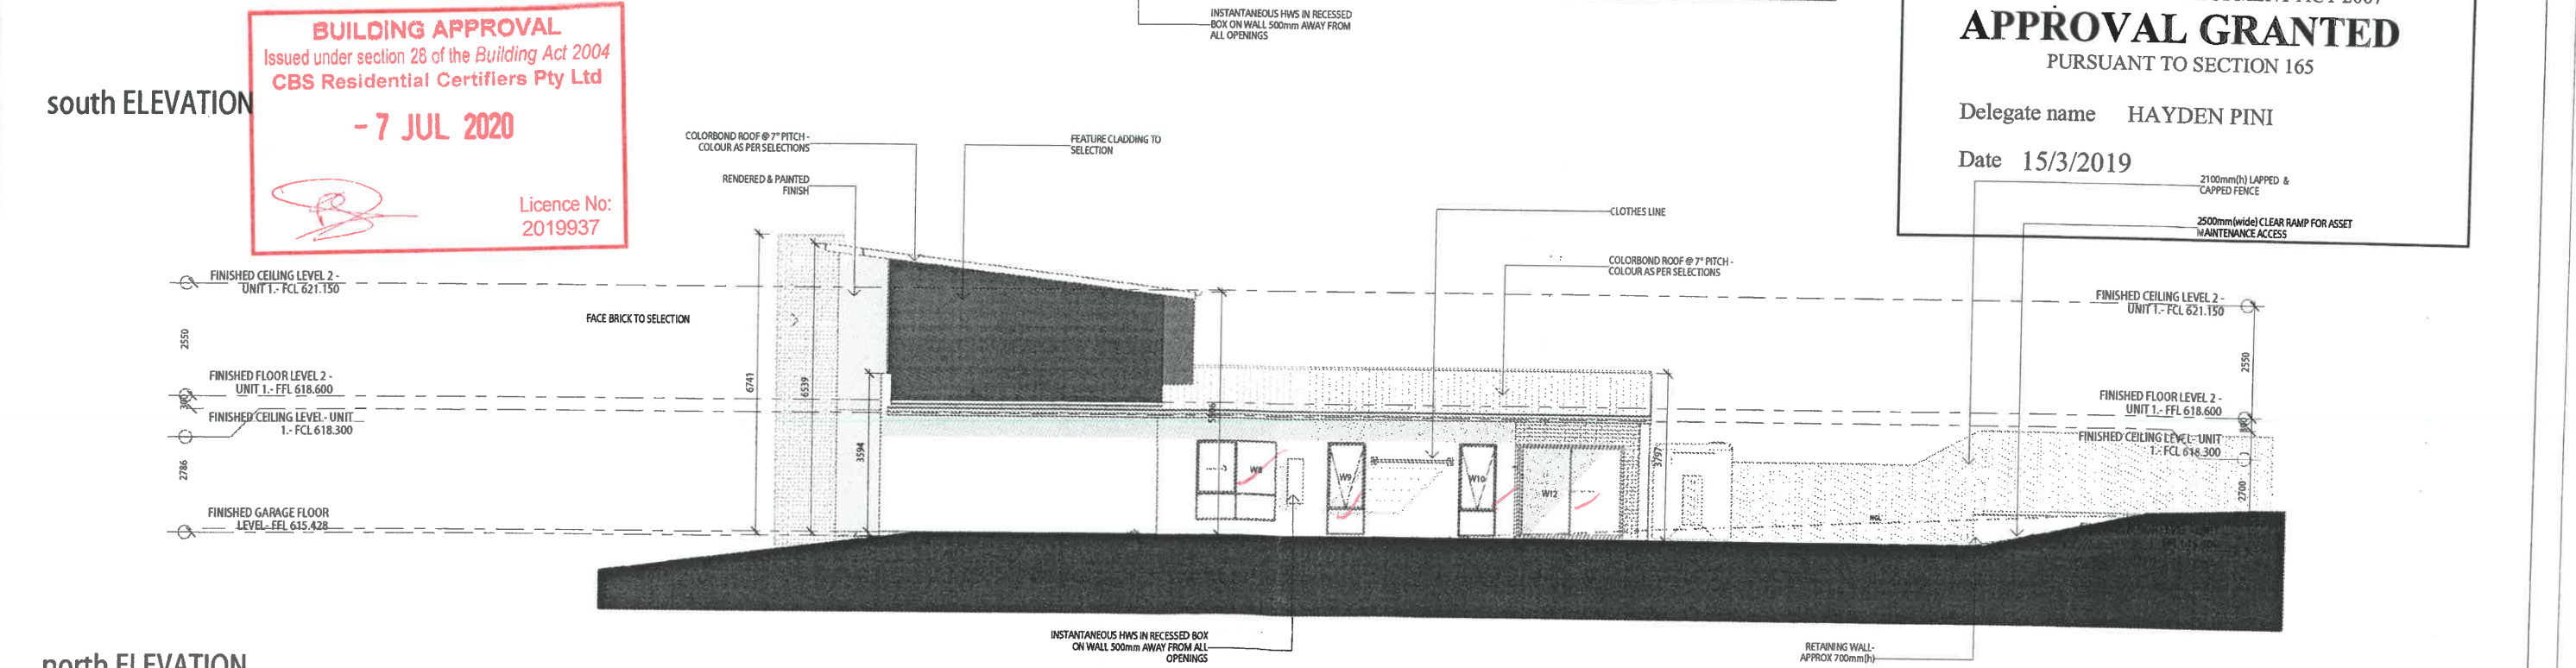 INSTANTANEOUS HWS IN RECESSED
BOX ON WALL 500mm AWAY FROM
ALL OPENINGS
BUILDING APPROVAL
Issued under section 28 of the Building Act 2004
CBS Residential Certifiers Pty Ltd
- 7 JUL 2020
Licence No:
2019937
APPROVAL GRANTED
PURSUANT TO SECTION 165
Delegate name HAYDEN PINI
Date 15/3/2019
south ELEVATION
COLORBOND ROOF @ 7° PITCH -
COLOUR AS PER SELECTIONS
FEATURE CLADDING TO
SELECTION
RENDERED & PAINTED
FINISH
CLOTHES LINE
2100mm(h) LAPPED &
CAPPED FENCE
2500mm(wide) CLEAR RAMP FOR ASSET
MAINTENANCE ACCESS
COLORBOND ROOF @ 7° PITCH -
COLOUR AS PER SELECTIONS
FINISHED CEILING LEVEL 2 -
UNIT 1.- FCL 621.150
FACE BRICK TO SELECTION
FINISHED CEILING LEVEL 2 -
UNIT 1.- FCL 621.150
2550
2550
FINISHED FLOOR LEVEL 2 -
UNIT 1.- FFL 618.600
300
FINISHED CEILING LEVEL- UNIT
1.- FCL 618.300
2786
FINISHED GARAGE FLOOR
LEVEL- FFL 615.428
6741
6539
3594
W8
W9
W10
W12
3797
NGL
FINISHED FLOOR LEVEL 2 -
UNIT 1.- FFL 618.600
300
FINISHED CEILING LEVEL- UNIT
1.- FCL 618.300
2700
INSTANTANEOUS HWS IN RECESSED BOX
ON WALL 500mm AWAY FROM ALL
OPENINGS
RETAINING WALL-
APPROX 700mm(h)
north ELEVATION